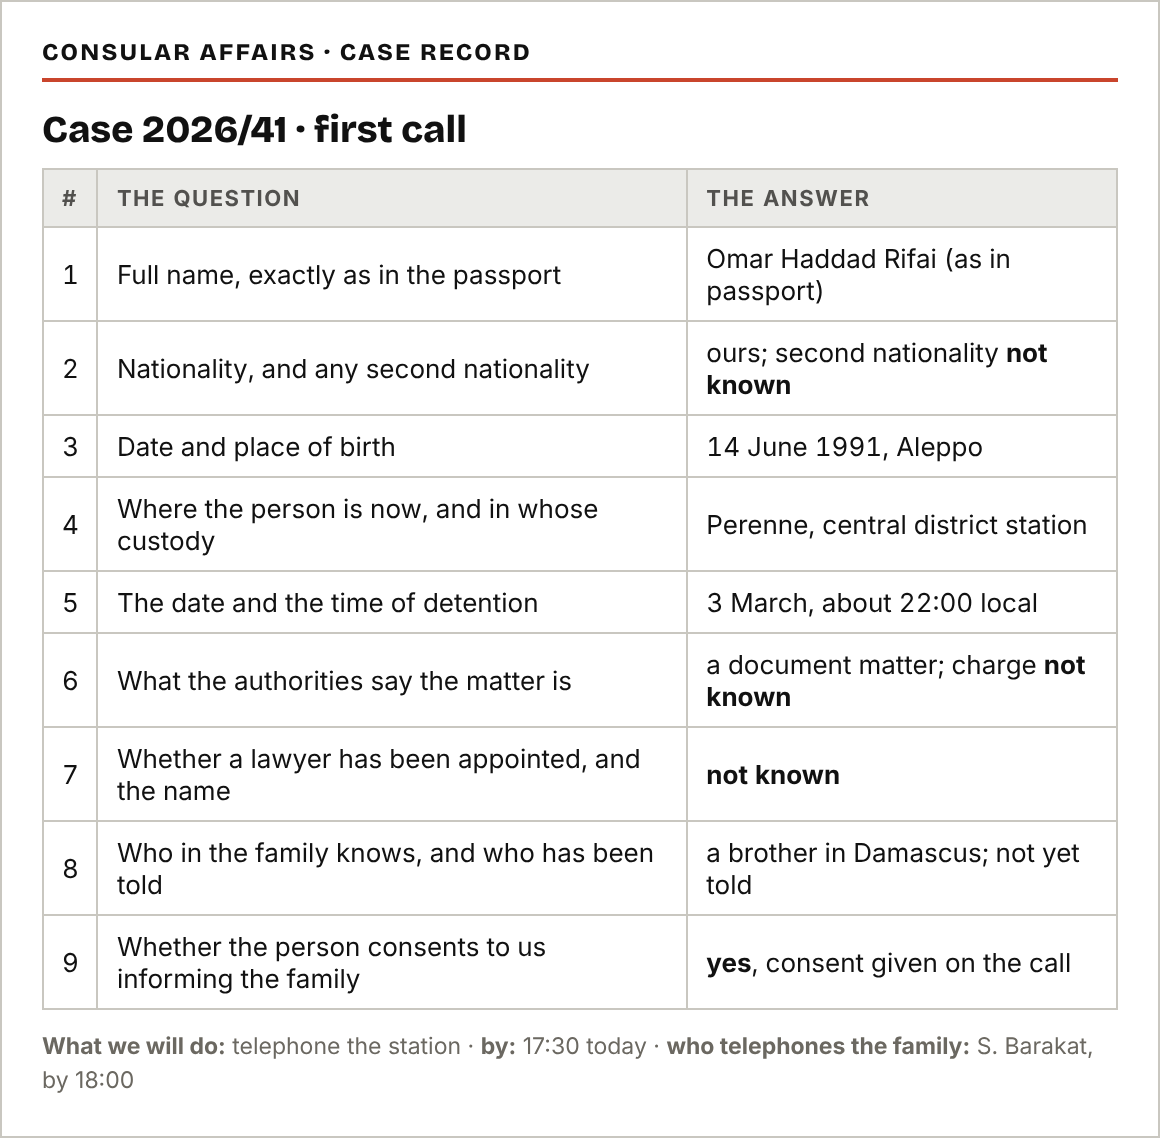 CONSULAR AFFAIRS · CASE RECORD
Case 2026/41 · first call
# THE QUESTION THE ANSWER
1 Full name, exactly as in the passport Omar Haddad Rifai (as in
passport)
2 Nationality, and any second nationality ours; second nationality not
known
3 Date and place of birth 14 June 1991, Aleppo
4 Where the person is now, and in whose
custody Perenne, central district station
5 The date and the time of detention 3 March, about 22:00 local
6 What the authorities say the matter is a document matter; charge not
known
7 Whether a lawyer has been appointed, and
the name not known
8 Who in the family knows, and who has been
told a brother in Damascus; not yet
told
9 Whether the person consents to us
informing the family yes, consent given on the call
What we will do: telephone the station · by: 17:30 today · who telephones the family: S. Barakat,
by 18:00